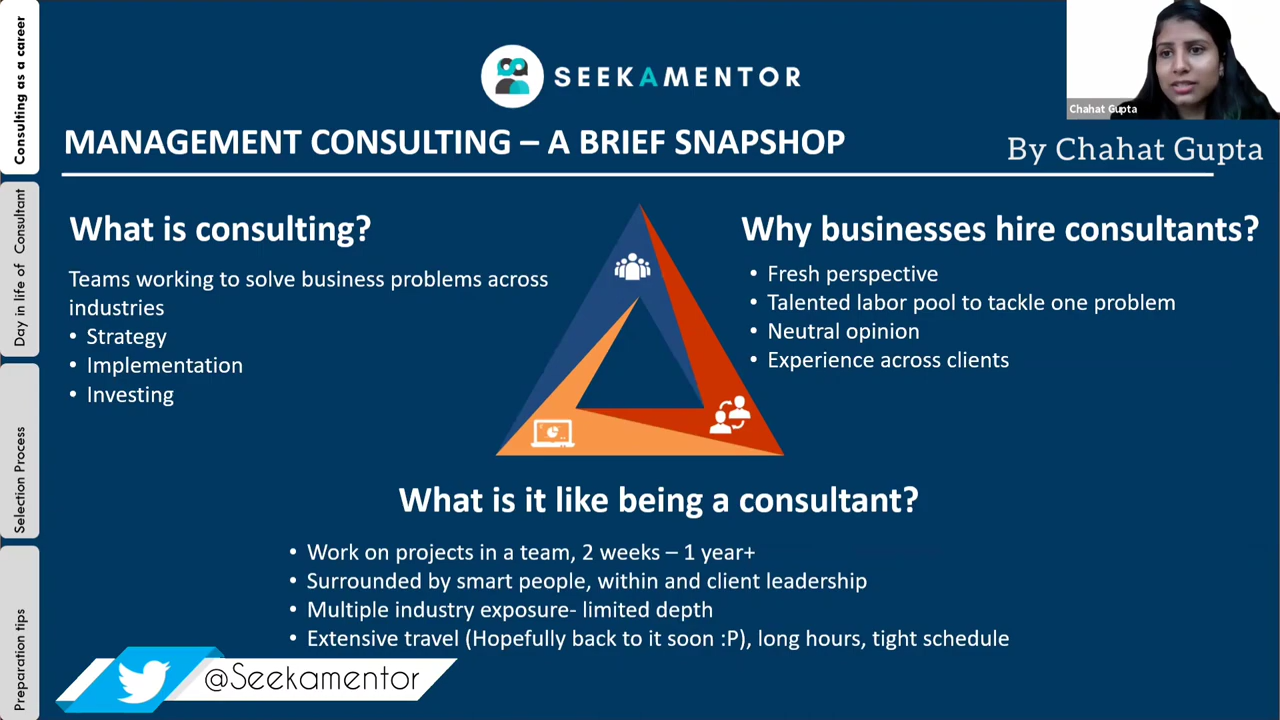 Consulting as a career
Day in life of Consultant
Selection Process
Preparation tips
SEEKAMENTOR
Chahat Gupta
MANAGEMENT CONSULTING – A BRIEF SNAPSHOP
By Chahat Gupta
What is consulting?
Teams working to solve business problems across
industries
• Strategy
• Implementation
• Investing
Why businesses hire consultants?
• Fresh perspective
• Talented labor pool to tackle one problem
• Neutral opinion
• Experience across clients
What is it like being a consultant?
• Work on projects in a team, 2 weeks – 1 year+
• Surrounded by smart people, within and client leadership
• Multiple industry exposure- limited depth
• Extensive travel (Hopefully back to it soon :P), long hours, tight schedule
@Seekamentor